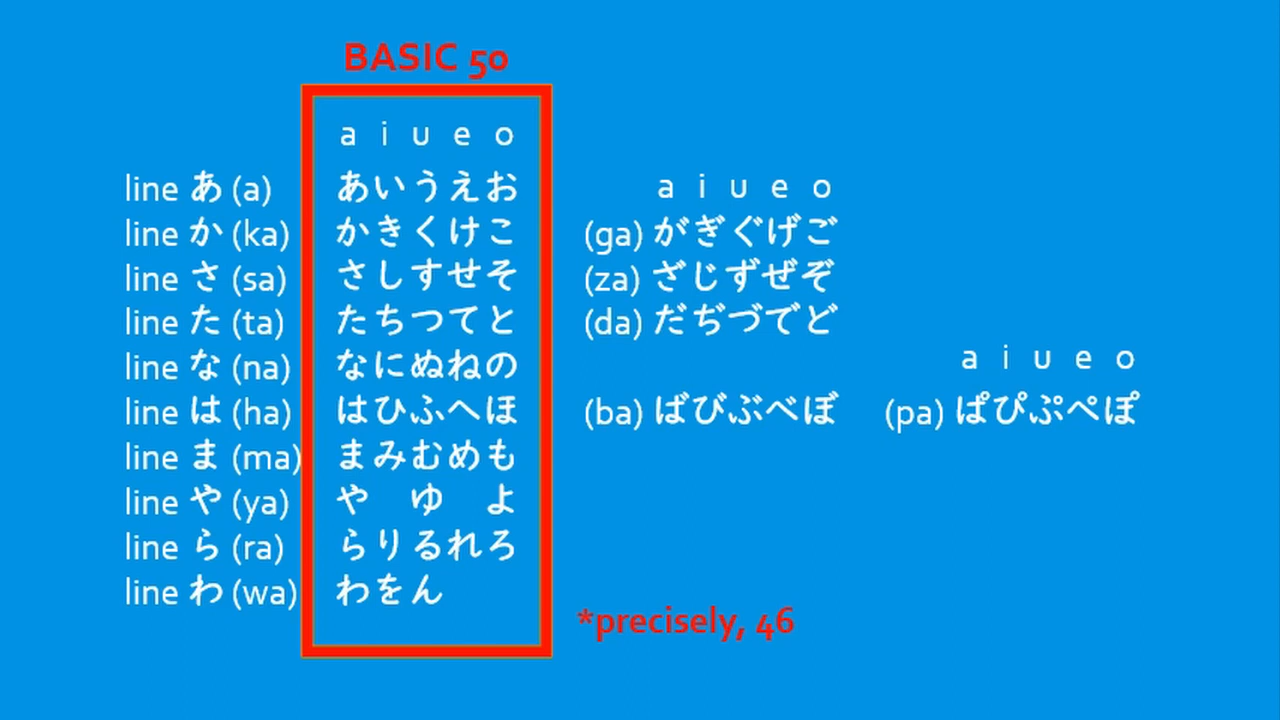 BASIC 50
a i u e o
line あ (a) あいうえお a i u e o
line か (ka) かきくけこ (ga) がぎぐげご
line さ (sa) さしすせそ (za) ざじずぜぞ
line た (ta) たちつてと (da) だぢづでど
line な (na) なにぬねの a i u e o
line は (ha) はひふへほ (ba) ばびぶべぼ (pa) ぱぴぷぺぽ
line ま (ma) まみむめも
line や (ya) や ゆ よ
line ら (ra) らりるれろ
line わ (wa) わをん
*precisely, 46